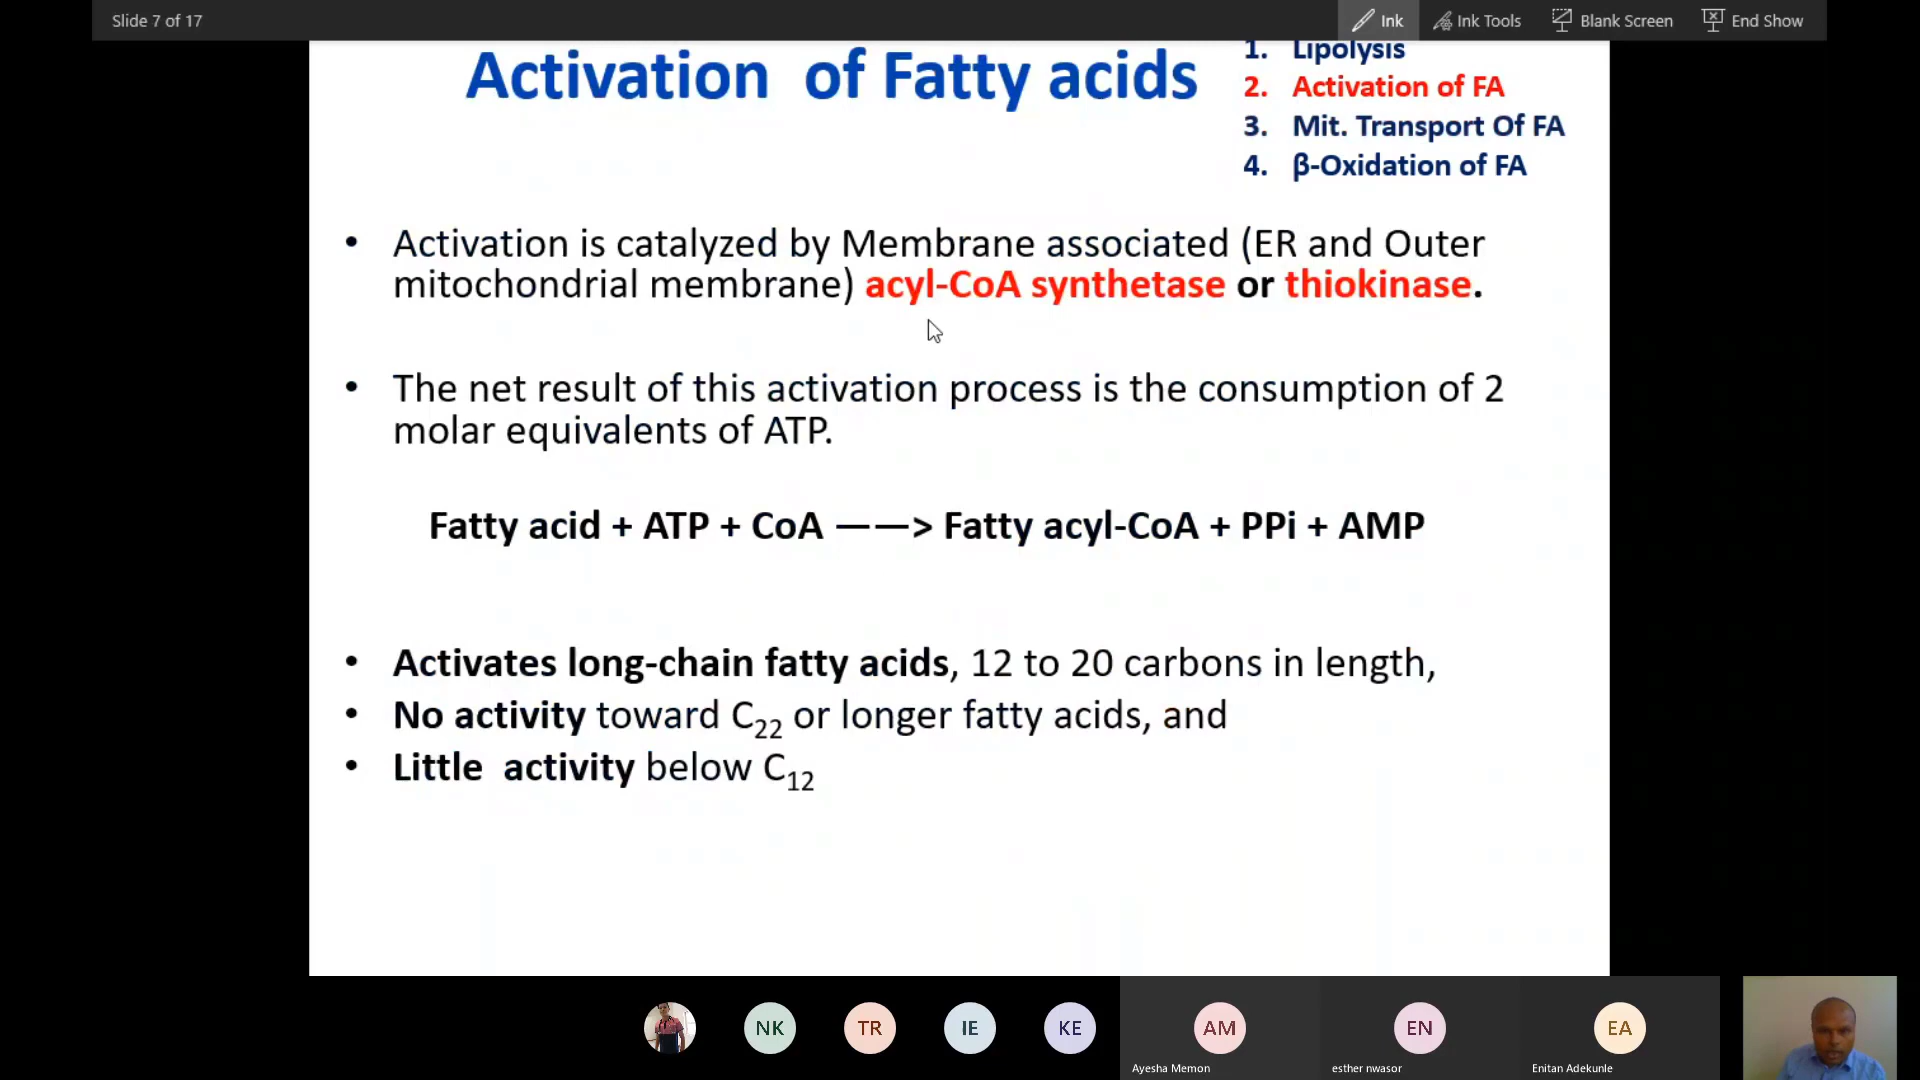 Slide 7 of 17
Ink
Ink Tools
Blank Screen
End Show
Activation of Fatty acids
1. Lipolysis
2. Activation of FA
3. Mit. Transport Of FA
4. β-Oxidation of FA
• Activation is catalyzed by Membrane associated (ER and Outer
mitochondrial membrane) acyl-CoA synthetase or thiokinase.
• The net result of this activation process is the consumption of 2
molar equivalents of ATP.
Fatty acid + ATP + CoA ——> Fatty acyl-CoA + PPi + AMP
• Activates long-chain fatty acids, 12 to 20 carbons in length,
• No activity toward C₂₂ or longer fatty acids, and
• Little activity below C₁₂
NK
TR
IE
KE
AM
EN
EA
Ayesha Memon
esther nwasor
Enitan Adekunle